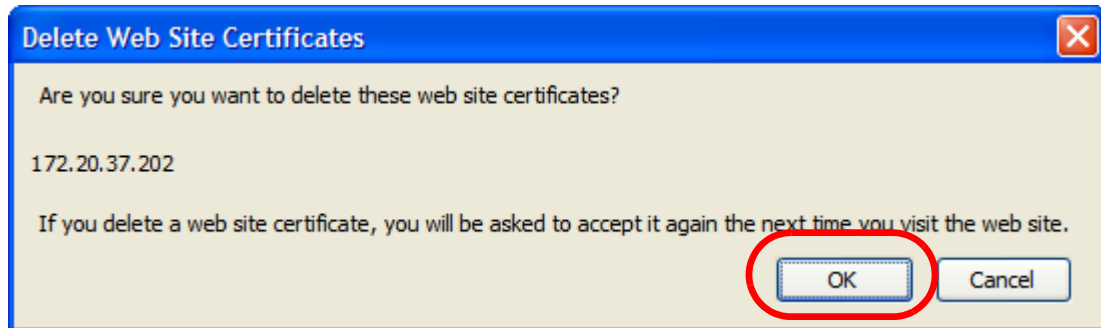 Delete Web Site Certificates
Are you sure you want to delete these web site certificates?
172.20.37.202
If you delete a web site certificate, you will be asked to accept it again the next time you visit the web site.
OK Cancel